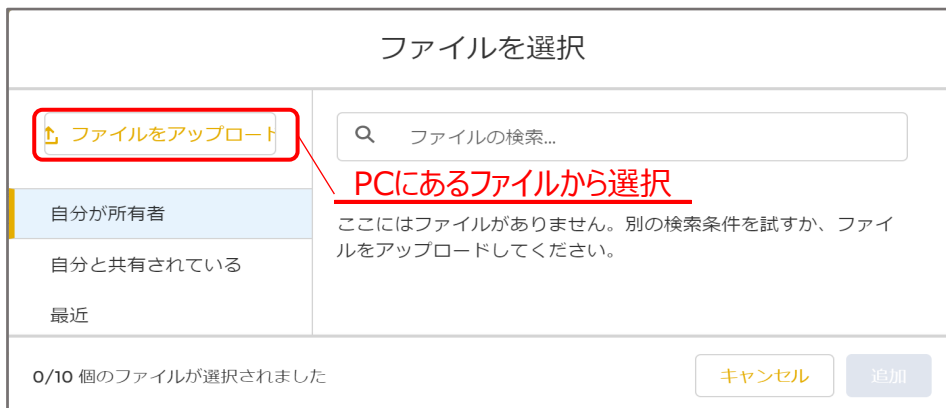 ファイルを選択
ファイルをアップロード
ファイルの検索...
PCにあるファイルから選択
自分が所有者
ここにはファイルがありません。別の検索条件を試すか、ファイ
ルをアップロードしてください。
自分と共有されている
最近
0/10 個のファイルが選択されました
キャンセル
追加